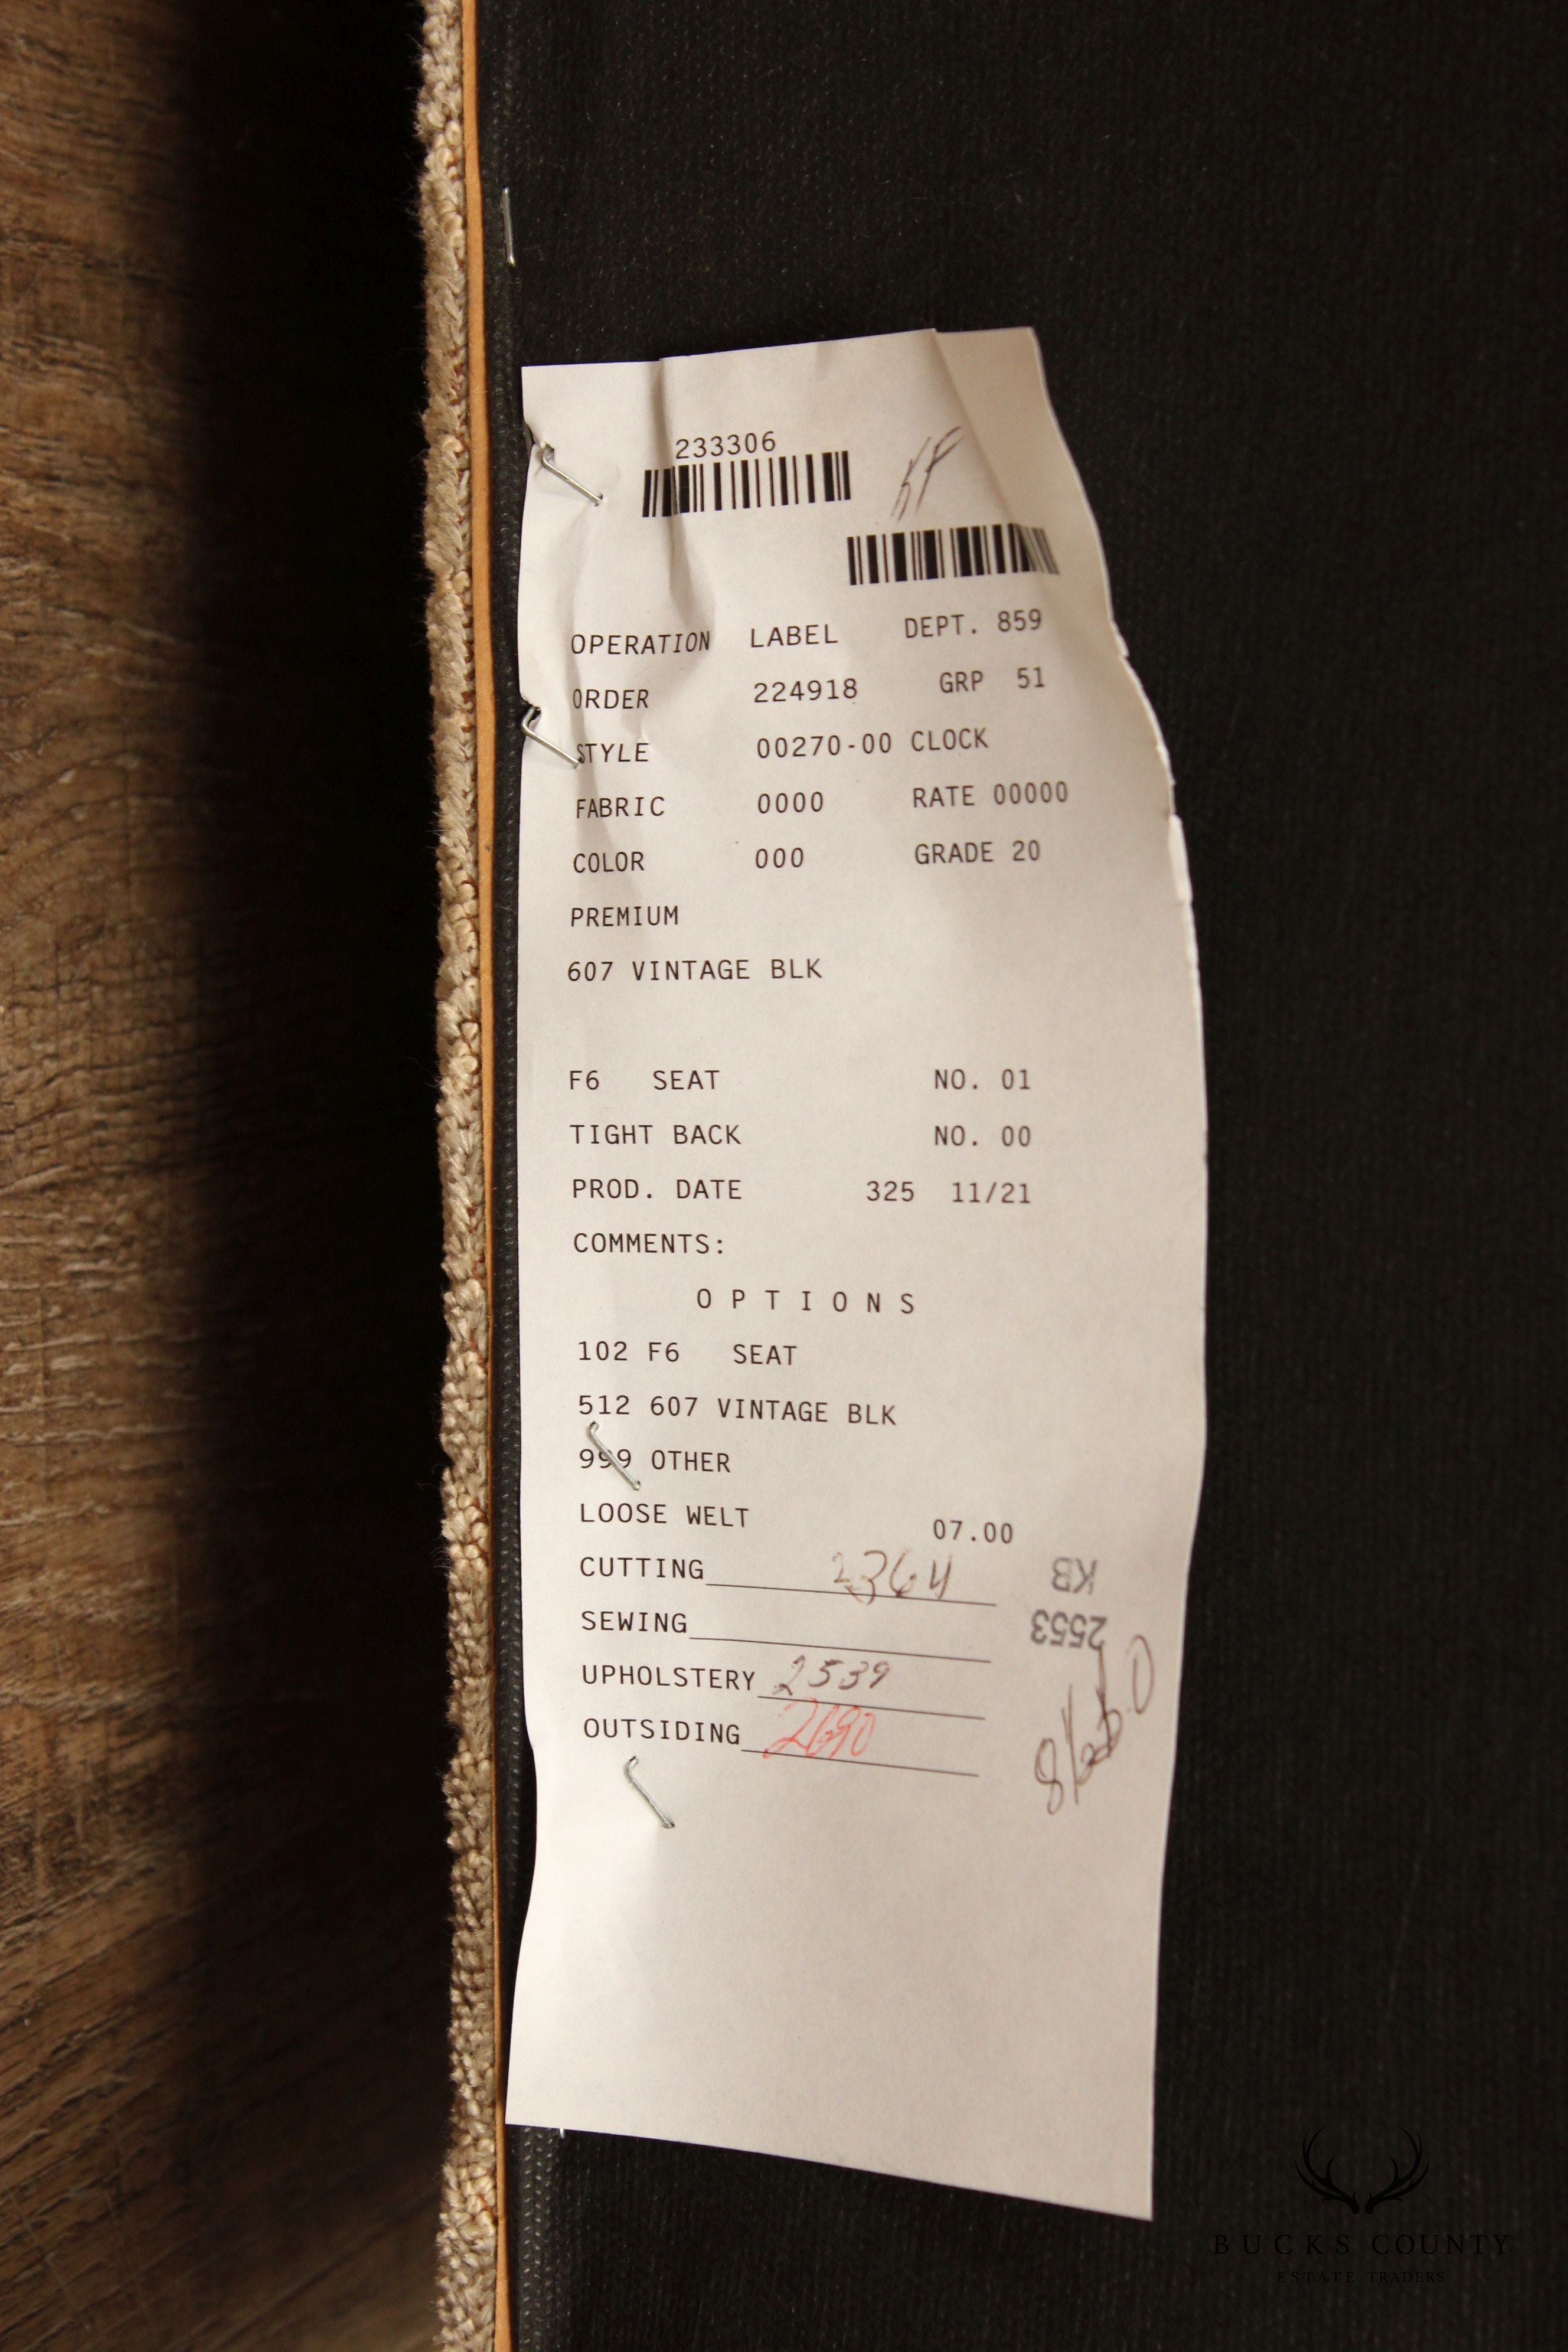 233306
OPERATION LABEL DEPT. 859
ORDER 224918 GRP 51
STYLE 00270-00 CLOCK
FABRIC 0000 RATE 00000
COLOR 000 GRADE 20
PREMIUM
607 VINTAGE BLK
F6 SEAT NO. 01
TIGHT BACK NO. 00
PROD. DATE 325 11/21
COMMENTS:
O P T I O N S
102 F6 SEAT
512 607 VINTAGE BLK
999 OTHER
LOOSE WELT 07.00
CUTTING 2364
KB
SEWING
2553
UPHOLSTERY 2539
OUTSIDING 2690
BUCKS COUNTY
ESTATE TRADERS